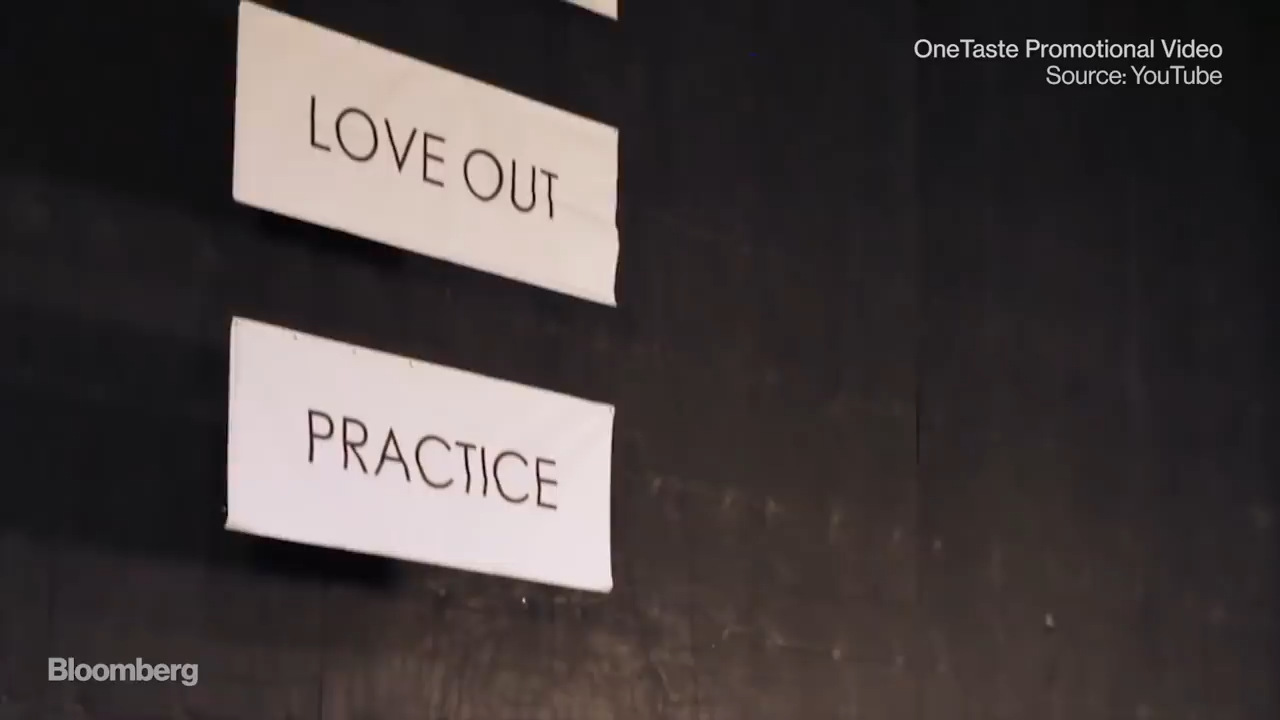 OneTaste Promotional Video
Source: YouTube
LOVE OUT
PRACTICE
Bloomberg